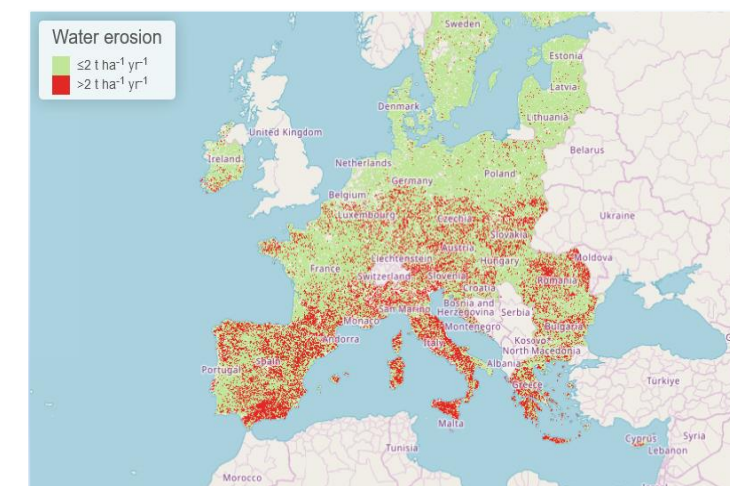 Water erosion
≤2 t ha-1 yr-1
>2 t ha-1 yr-1
Sweden
Estonia
Latvia
Denmark
Lithuania
United Kingdom
Belarus
Ireland
Netherlands
Poland
Germany
Belgium
Ukraine
Luxembourg
Czechia
Slovakia
Austria
Liechtenstein
Hungary
Moldova
France
Switzerland
Slovenia
Romania
Croatia
San Marino
Bosnia and
Herzegovina
Serbia
Monaco
Montenegro
Bulgaria
Andorra
Italy
Kosovo
North Macedonia
Portugal
Spain
Albania
Greece
Türkiye
Malta
Cyprus
Syria
Lebanon
Tunisia
Morocco